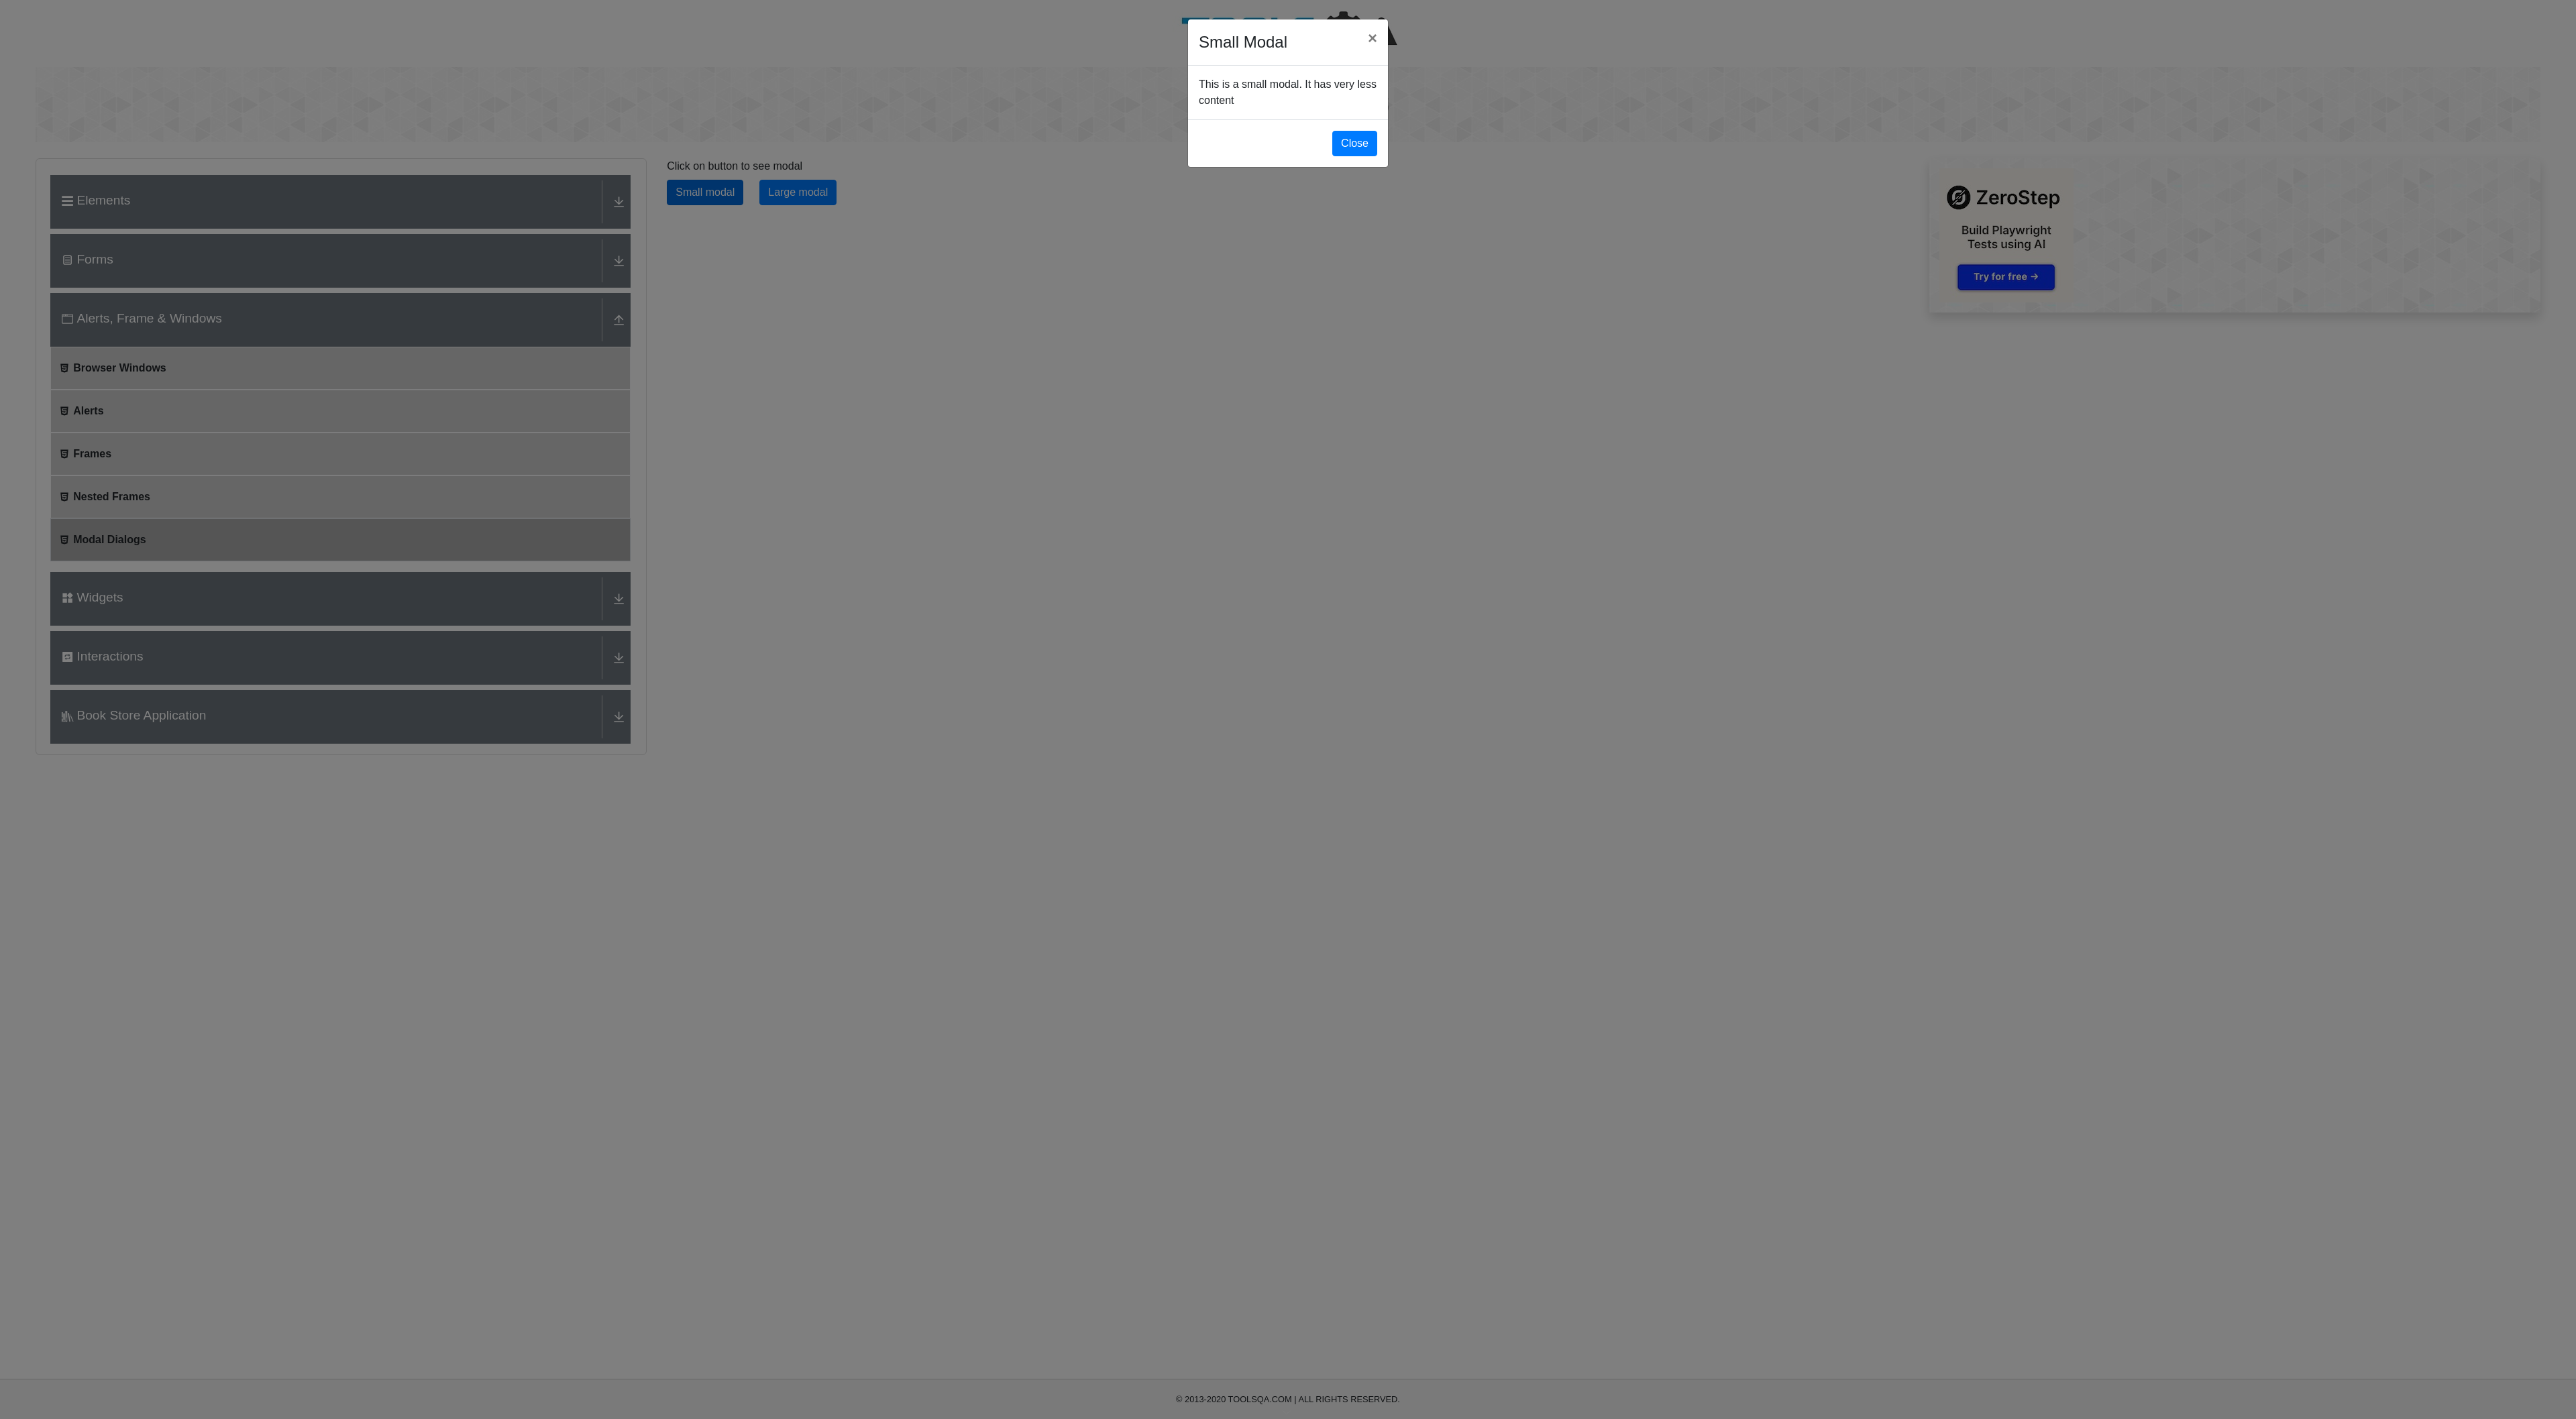 Small Modal
×
This is a small modal. It has very less
content
Close
Click on button to see modal
Small modal
Large modal
Elements
Forms
Alerts, Frame & Windows
Browser Windows
Alerts
Frames
Nested Frames
Modal Dialogs
Widgets
Interactions
Book Store Application
ZeroStep
Build Playwright
Tests using AI
Try for free →
© 2013-2020 TOOLSQA.COM | ALL RIGHTS RESERVED.